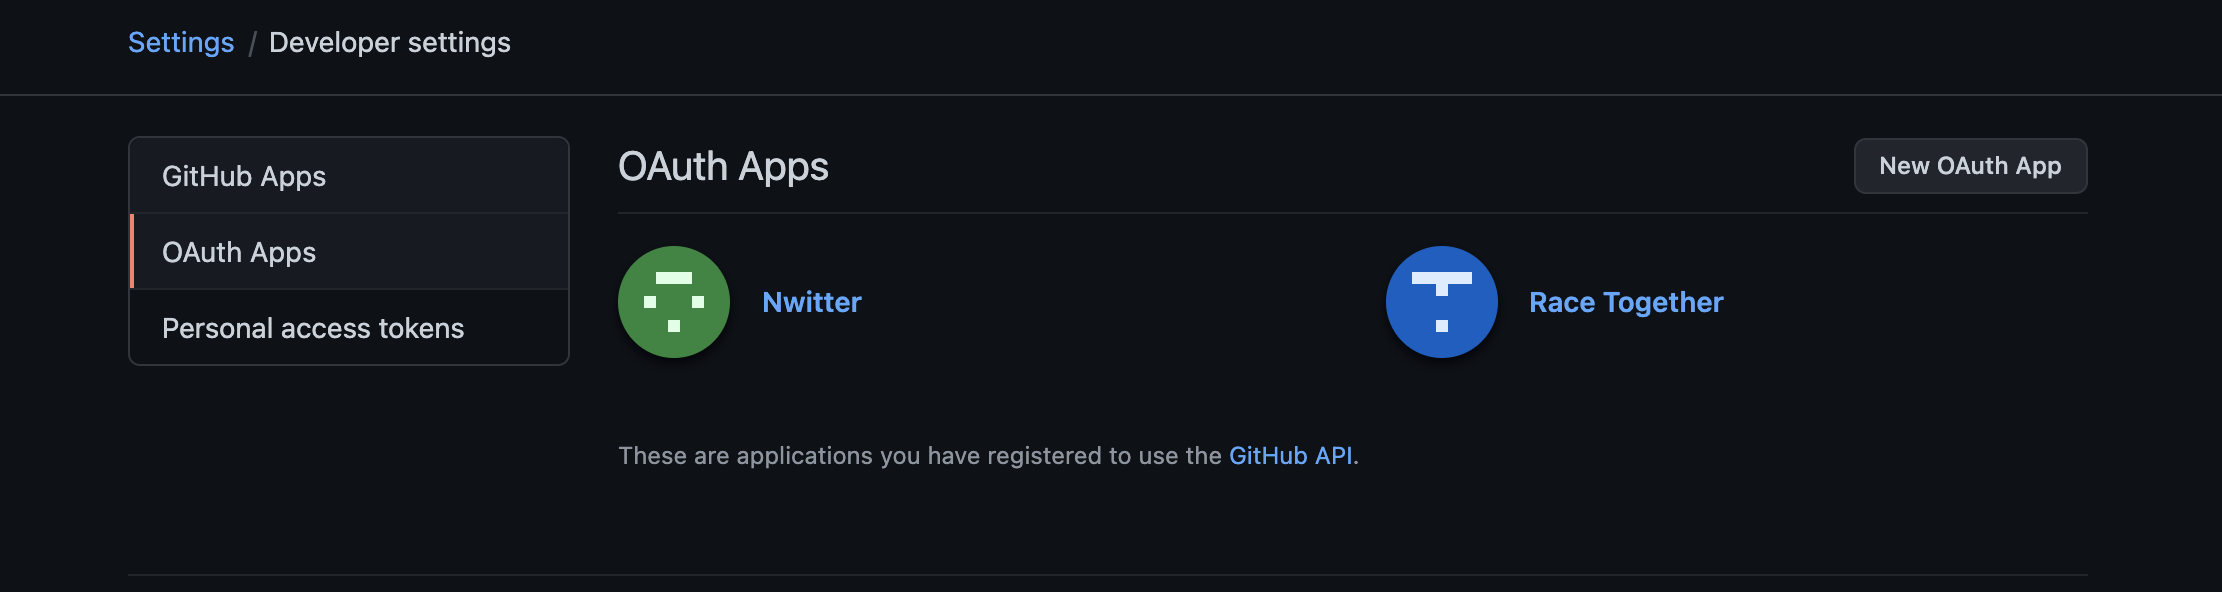 Settings / Developer settings
GitHub Apps
OAuth Apps
Personal access tokens
OAuth Apps
New OAuth App
Nwitter
Race Together
These are applications you have registered to use the GitHub API.